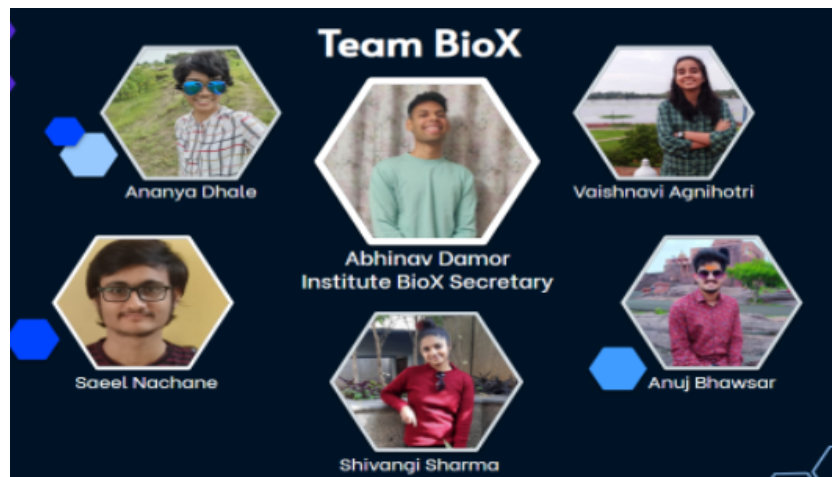 Team BioX
Ananya Dhale
Vaishnavi Agnihotri
Abhinav Damor
Institute BioX Secretary
Saeel Nachane
Anuj Bhawsar
Shivangi Sharma